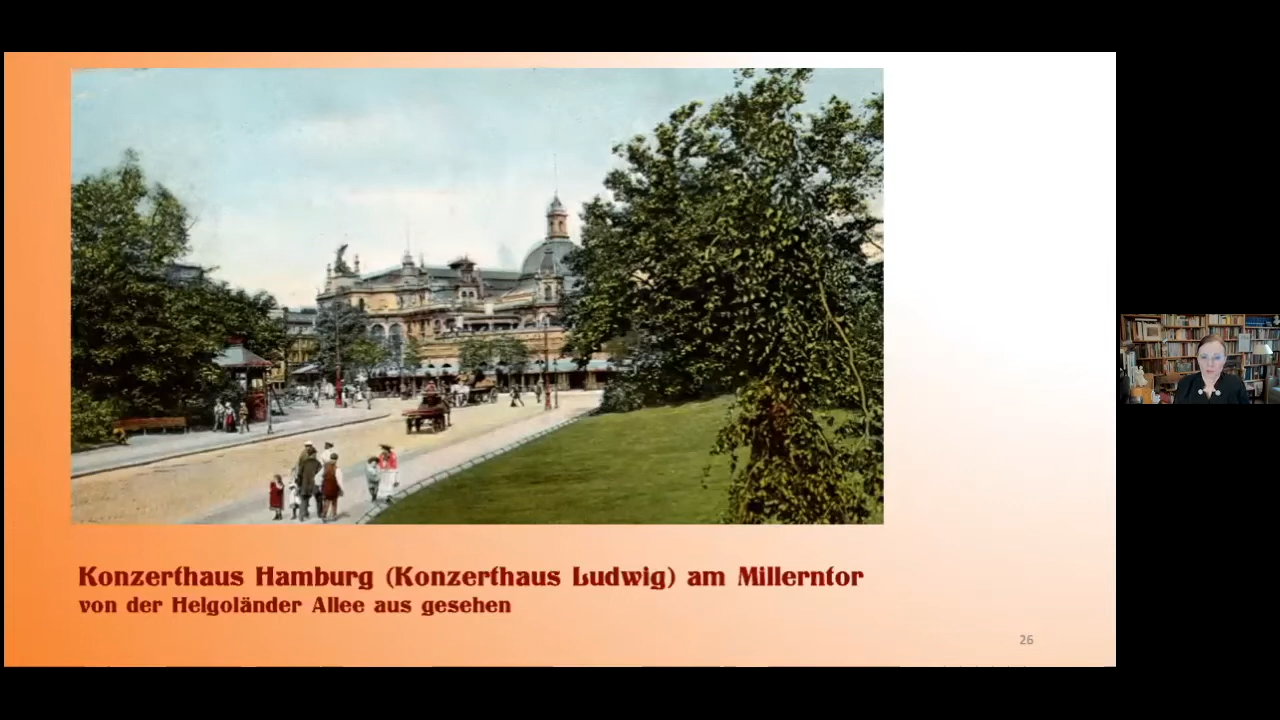 Konzerthaus Hamburg (Konzerthaus Ludwig) am Millerntor
von der Helgoländer Allee aus gesehen
26